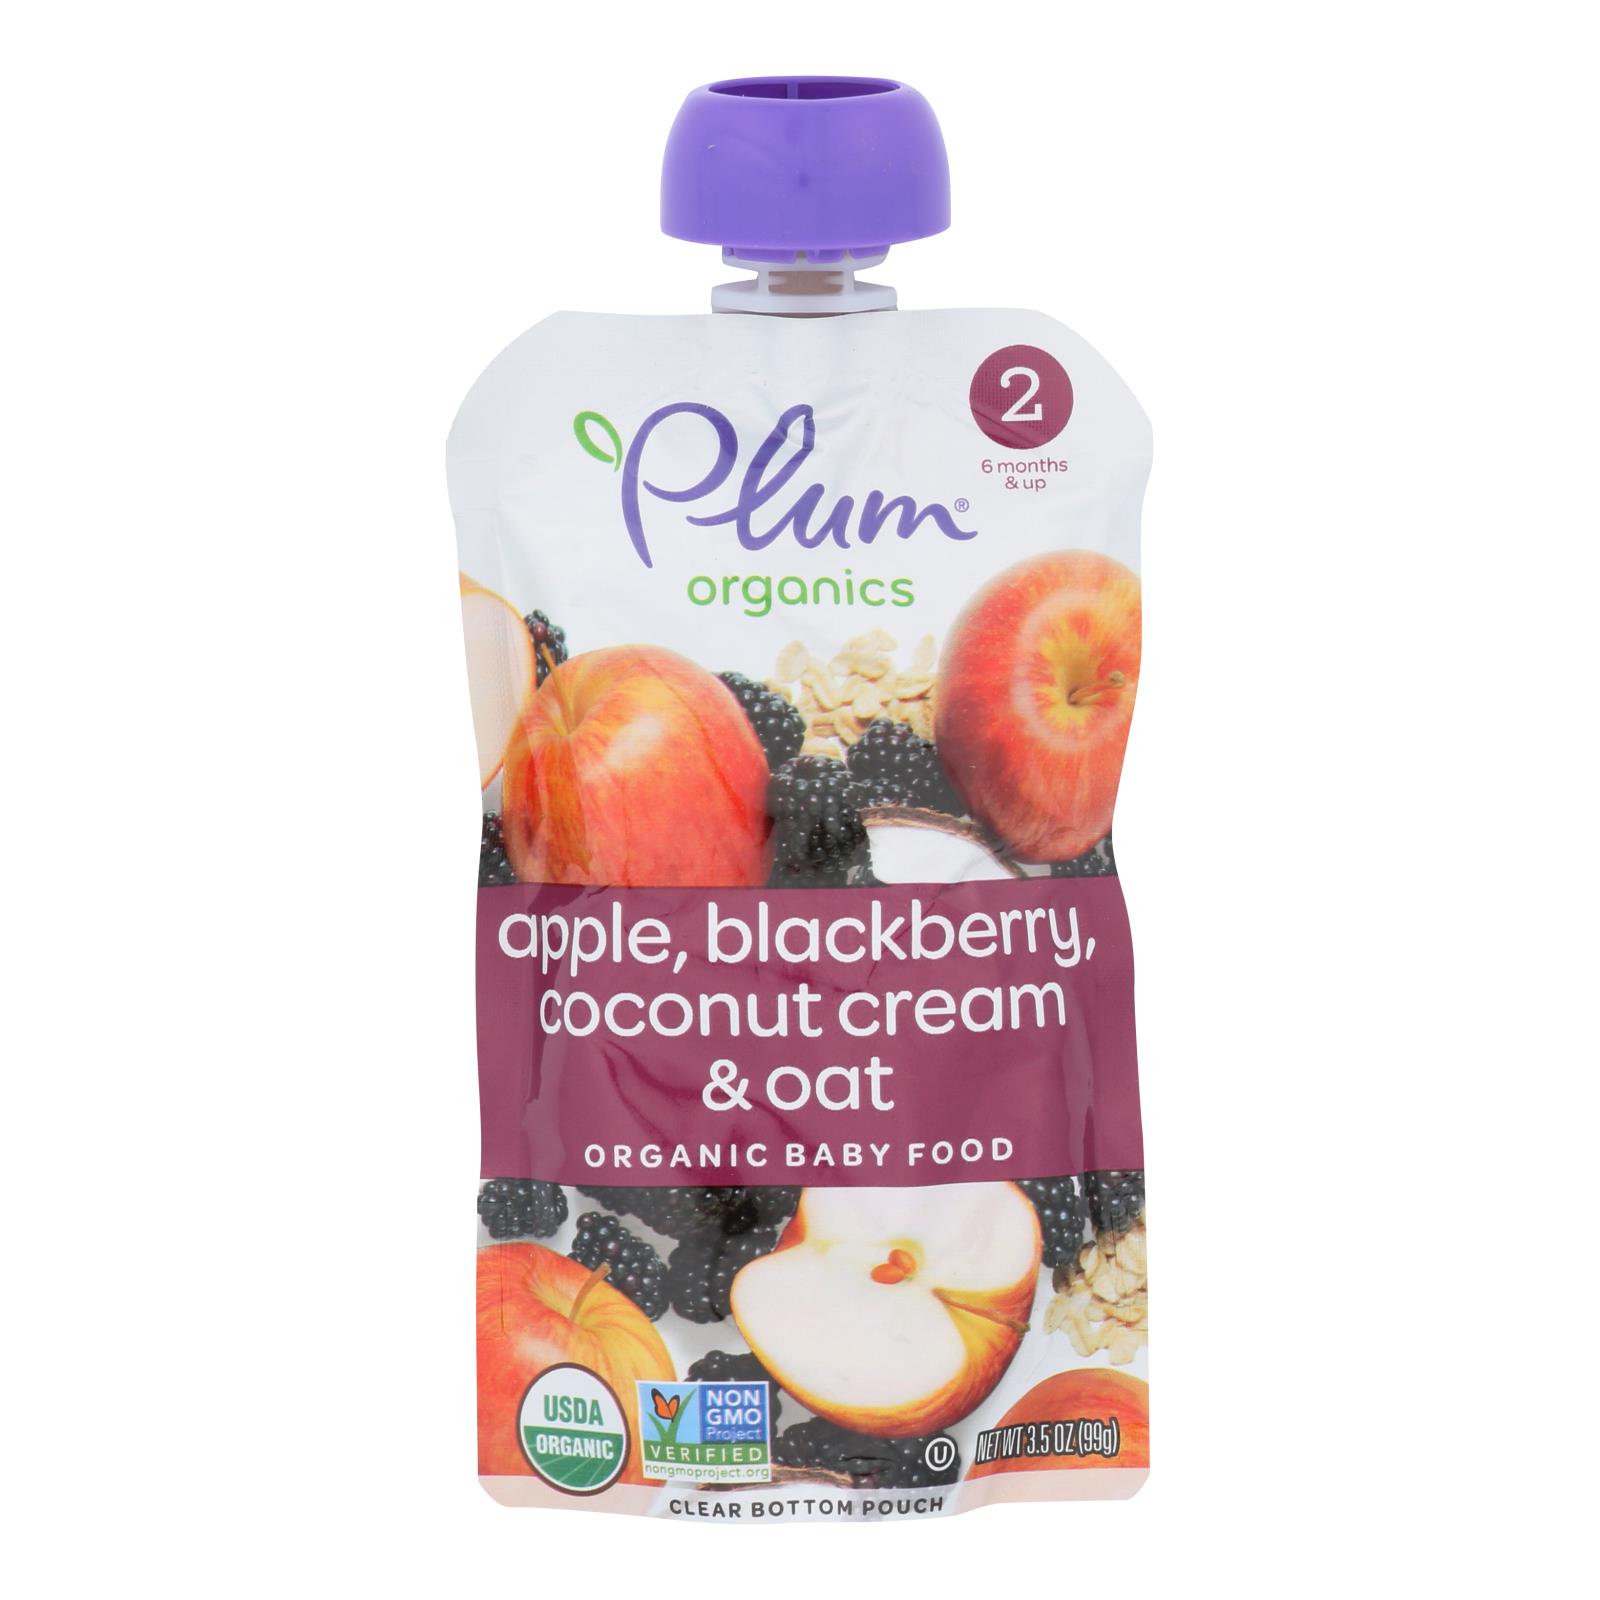 2
6 months
& up
Plum®
organics
apple, blackberry,
coconut cream
& oat
ORGANIC BABY FOOD
USDA
ORGANIC
NON
GMO
Project
VERIFIED
nongmoproject.org
U
NET WT 3.5 OZ (99g)
CLEAR BOTTOM POUCH